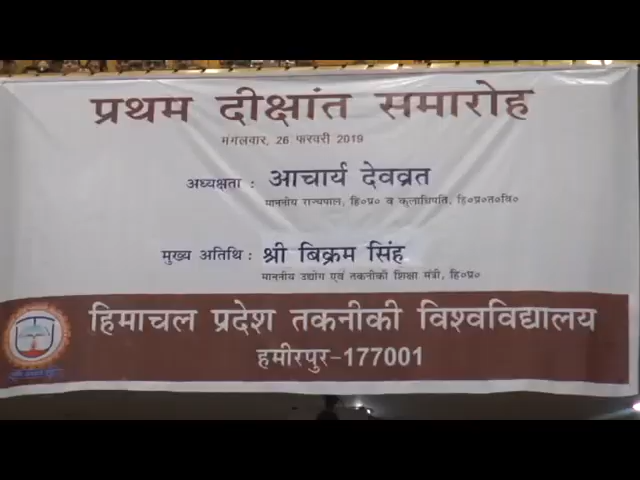 प्रथम दीक्षांत समारोह
मंगलवार, 26 फरवरी 2019
अध्यक्षता : आचार्य देवव्रत
माननीय राज्यपाल, हि०प्र० व कुलाधिपति, हि०प्र०त०वि०
मुख्य अतिथि : श्री बिक्रम सिंह
माननीय उद्योग एवं तकनीकी शिक्षा मंत्री, हि०प्र०
हिमाचल प्रदेश तकनीकी विश्वविद्यालय
हमीरपुर-177001